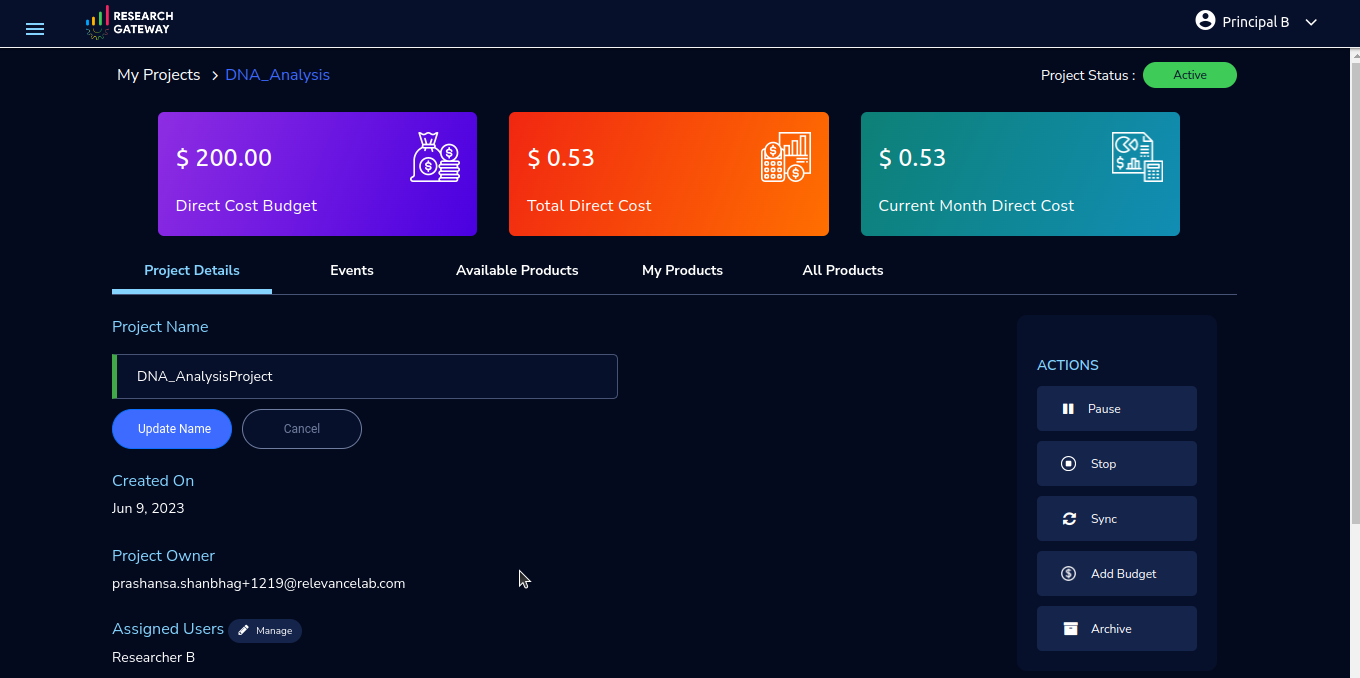 RESEARCH
GATEWAY
Principal B
My Projects > DNA_Analysis
Project Status : Active
$ 200.00
Direct Cost Budget
$ 0.53
Total Direct Cost
$ 0.53
Current Month Direct Cost
Project Details Events Available Products My Products All Products
Project Name
DNA_AnalysisProject
Update Name Cancel
Created On
Jun 9, 2023
Project Owner
prashansa.shanbhag+1219@relevancelab.com
Assigned Users Manage
Researcher B
ACTIONS
Pause
Stop
Sync
Add Budget
Archive